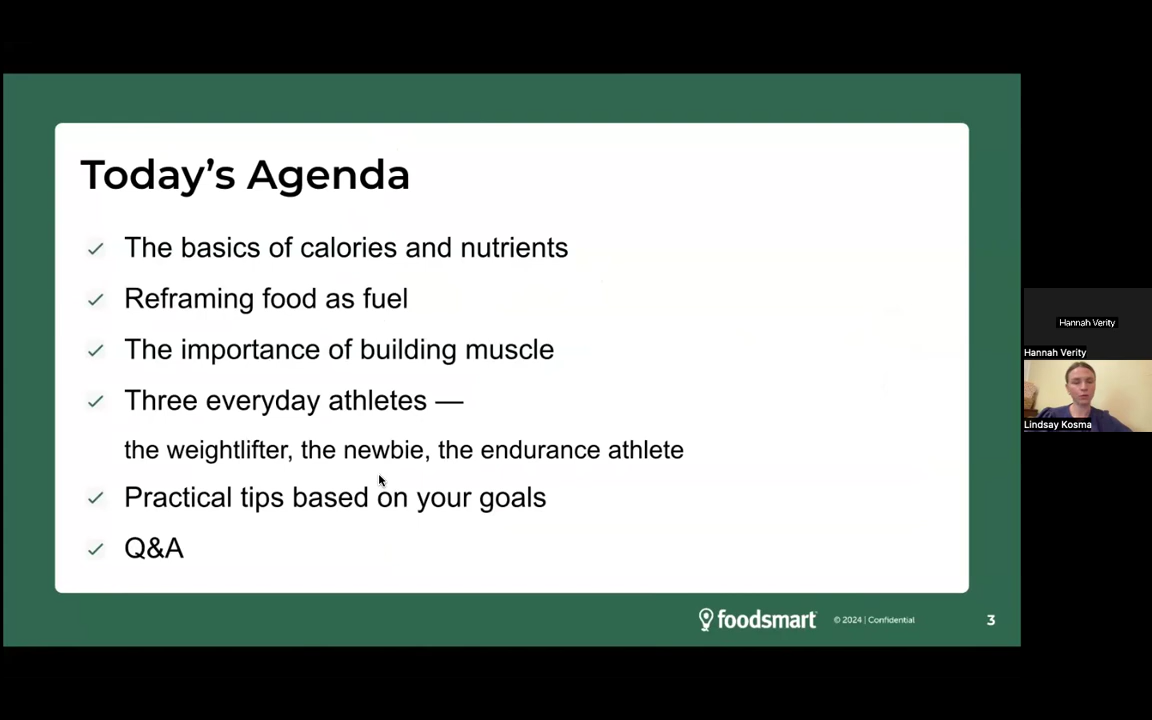 Today's Agenda
The basics of calories and nutrients
Reframing food as fuel
The importance of building muscle
Three everyday athletes —
the weightlifter, the newbie, the endurance athlete
Practical tips based on your goals
Q&A
foodsmart
© 2024 | Confidential
3
Hannah Verity
Hannah Verity
Lindsay Kosma